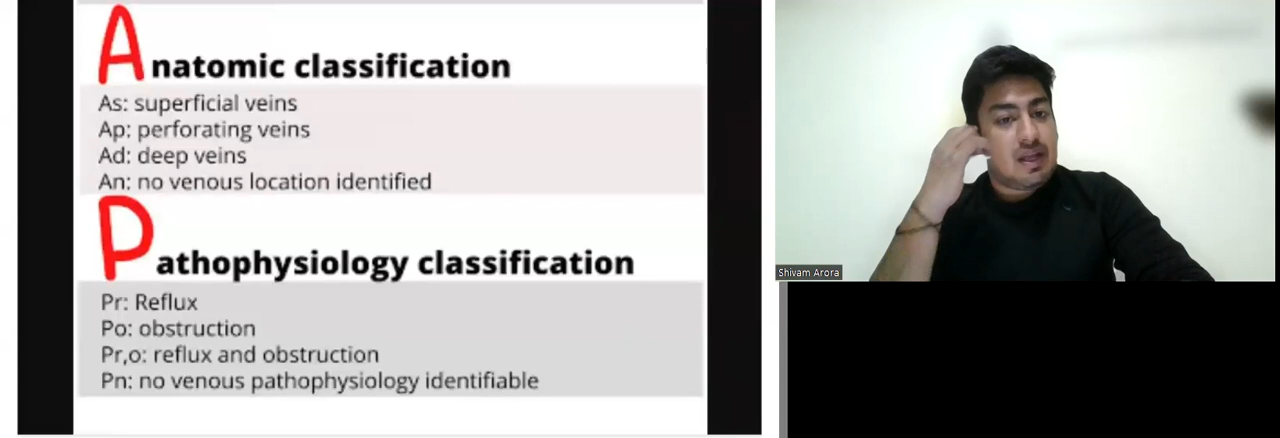 Anatomic classification
As: superficial veins
Ap: perforating veins
Ad: deep veins
An: no venous location identified
Pathophysiology classification
Pr: Reflux
Po: obstruction
Pr,o: reflux and obstruction
Pn: no venous pathophysiology identifiable
Shivam Arora